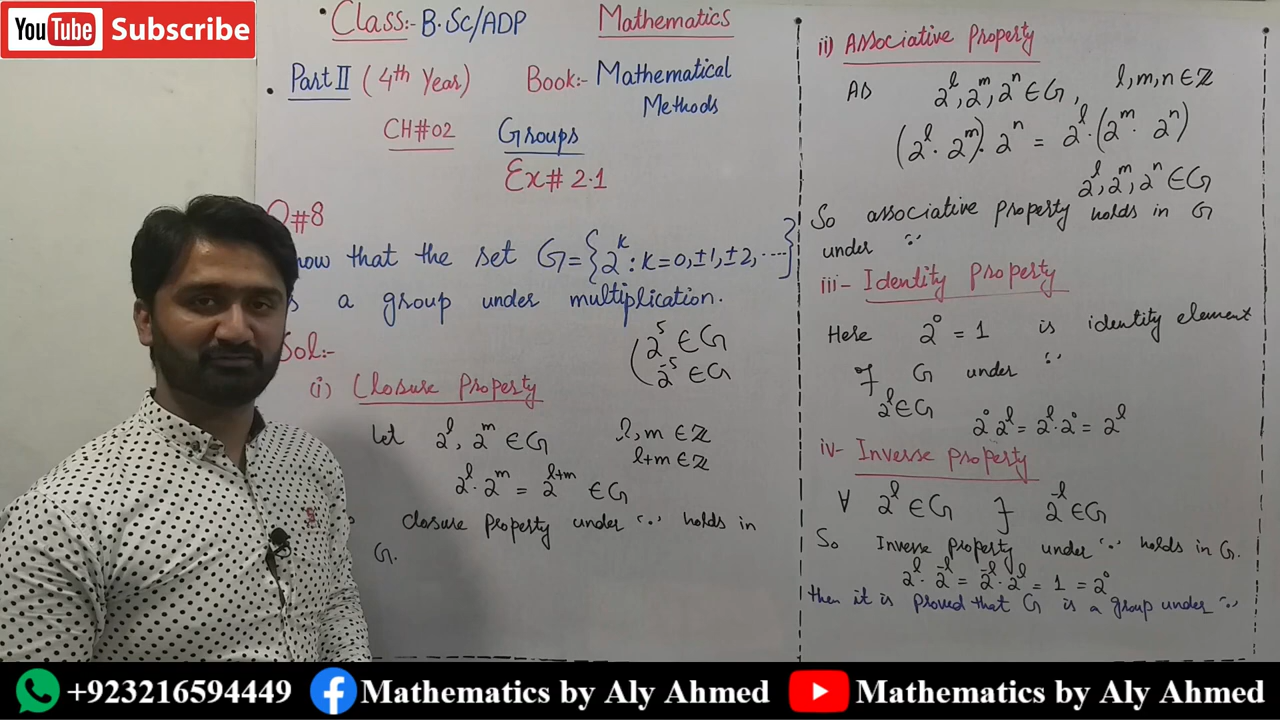 YouTube Subscribe
Class:- B.Sc/ADP Mathematics
Part II (4th Year) Book:- Mathematical
Methods
CH#02 Groups
Ex# 2.1
Q#8
how that the set G={2^k : k=0,±1,±2,....}
s a group under multiplication.
Sol:-
(2^5 ∈ G
2^-5 ∈ G
(i) Closure Property
let 2^l, 2^m ∈ G l,m ∈ ℤ
l+m ∈ ℤ
2^l . 2^m = 2^l+m ∈ G
closure property under '.' holds in
G.
ii) Associative Property
As 2^l, 2^m, 2^n ∈ G, l,m,n ∈ ℤ
(2^l . 2^m). 2^n = 2^l . (2^m . 2^n)
2^l, 2^m, 2^n ∈ G
So associative property holds in G
under '.'
iii- Identity Property
Here 2^0 = 1 is identity element
of G under '.'
2^l ∈ G
2^0 2^l = 2^l . 2^0 = 2^l
iv- Inverse property
∀ 2^l ∈ G ∃ 2^-l ∈ G
So Inverse property under '.' holds in G.
2^l . 2^-l = 2^-l . 2^l = 1 = 2^0
then it is proved that G is a group under '.'
+923216594449 f Mathematics by Aly Ahmed Mathematics by Aly Ahmed